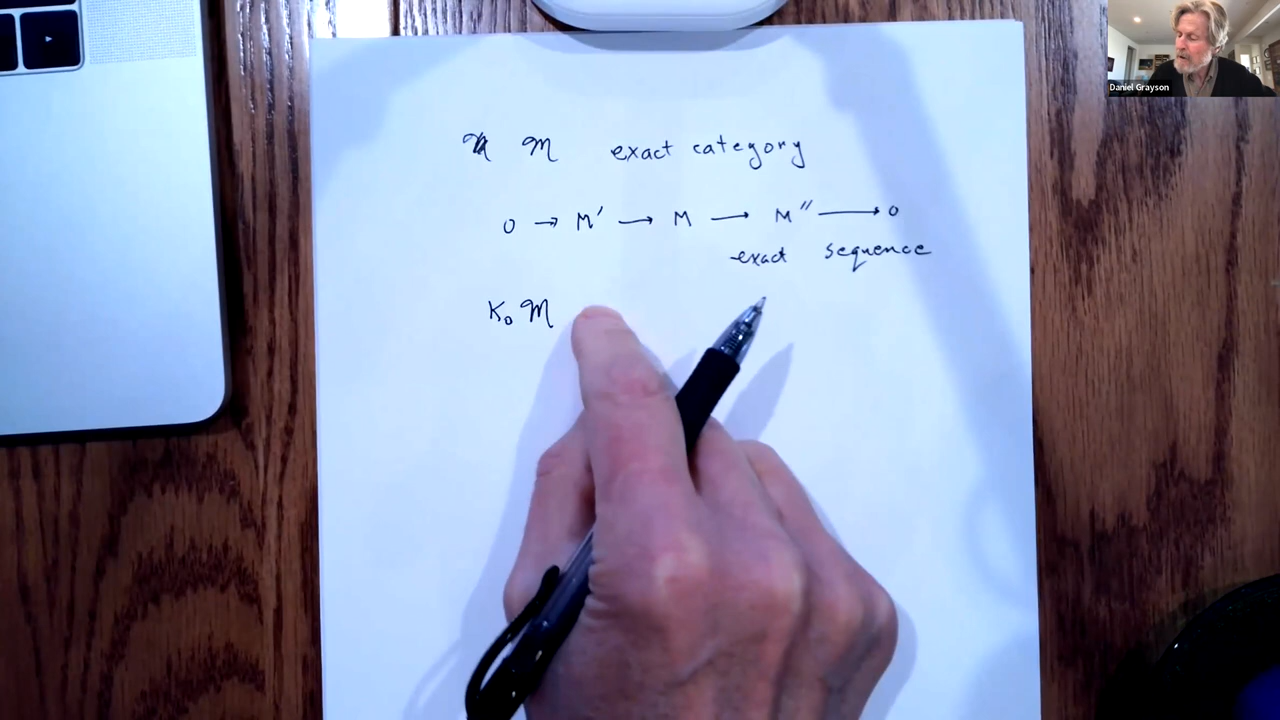 Daniel Grayson
𝓜 exact category
0 → M′ → M → M″ → 0
exact sequence
K₀ 𝓜